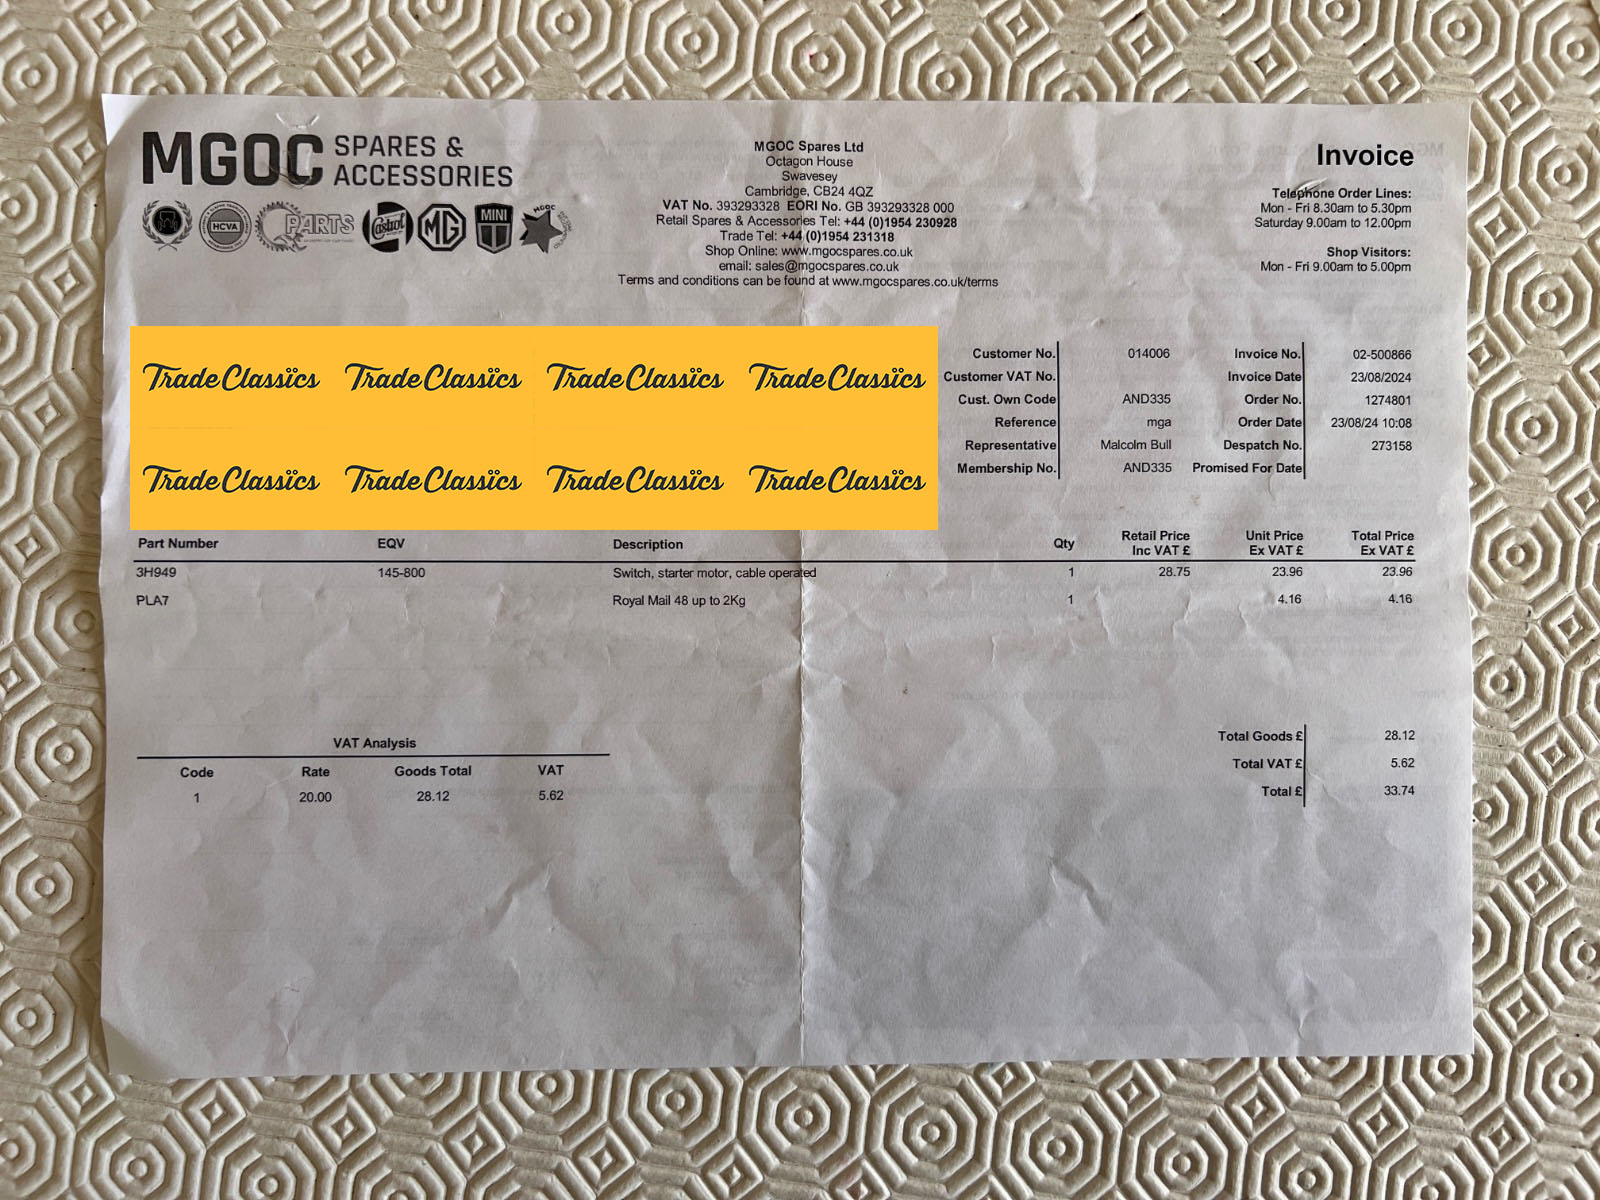 MGOC SPARES &
ACCESSORIES
HCVA
PARTS
Castrol
MG
MINI
MGOC
MGOC Spares Ltd
Octagon House
Swavesey
Cambridge, CB24 4QZ
VAT No. 393293328 EORI No. GB 393293328 000
Retail Spares & Accessories Tel: +44 (0)1954 230928
Trade Tel: +44 (0)1954 231318
Shop Online: www.mgocspares.co.uk
email: sales@mgocspares.co.uk
Terms and conditions can be found at www.mgocspares.co.uk/terms
Invoice
Telephone Order Lines:
Mon - Fri 8.30am to 5.30pm
Saturday 9.00am to 12.00pm
Shop Visitors:
Mon - Fri 9.00am to 5.00pm
Trade Classics Trade Classics Trade Classics Trade Classics
Trade Classics Trade Classics Trade Classics Trade Classics
Customer No. 014006 Invoice No. 02-500866
Customer VAT No. Invoice Date 23/08/2024
Cust. Own Code AND335 Order No. 1274801
Reference mga Order Date 23/08/24 10:08
Representative Malcolm Bull Despatch No. 273158
Membership No. AND335 Promised For Date
Part Number EQV Description Qty Retail Price Inc VAT £ Unit Price Ex VAT £ Total Price Ex VAT £
3H949 145-800 Switch, starter motor, cable operated 1 28.75 23.96 23.96
PLA7 Royal Mail 48 up to 2Kg 1 4.16 4.16
VAT Analysis
Code Rate Goods Total VAT
1 20.00 28.12 5.62
Total Goods £ 28.12
Total VAT £ 5.62
Total £ 33.74